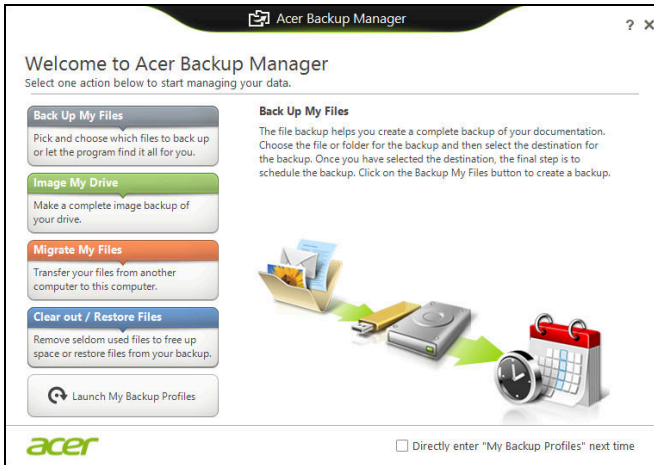 Acer Backup Manager
? X
Welcome to Acer Backup Manager
Select one action below to start managing your data.
Back Up My Files
Pick and choose which files to back up
or let the program find it all for you.
Image My Drive
Make a complete image backup of
your drive.
Migrate My Files
Transfer your files from another
computer to this computer.
Clear out / Restore Files
Remove seldom used files to free up
space or restore files from your backup.
Launch My Backup Profiles
Back Up My Files
The file backup helps you create a complete backup of your documentation.
Choose the file or folder for the backup and then select the destination for
the backup. Once you have selected the destination, the final step is to
schedule the backup. Click on the Backup My Files button to create a backup.
acer
Directly enter "My Backup Profiles" next time